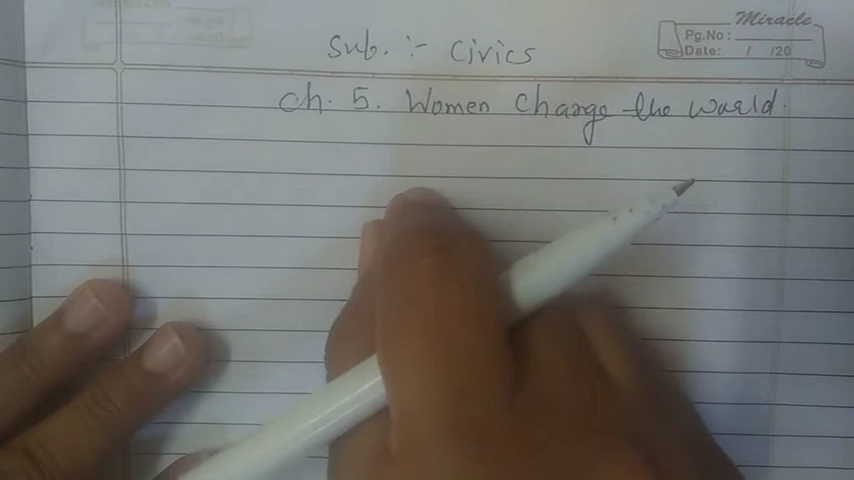 Miracle
Pg.No :
Date: / /20
Sub. :- Civics
Ch. 5. Women Change the World.